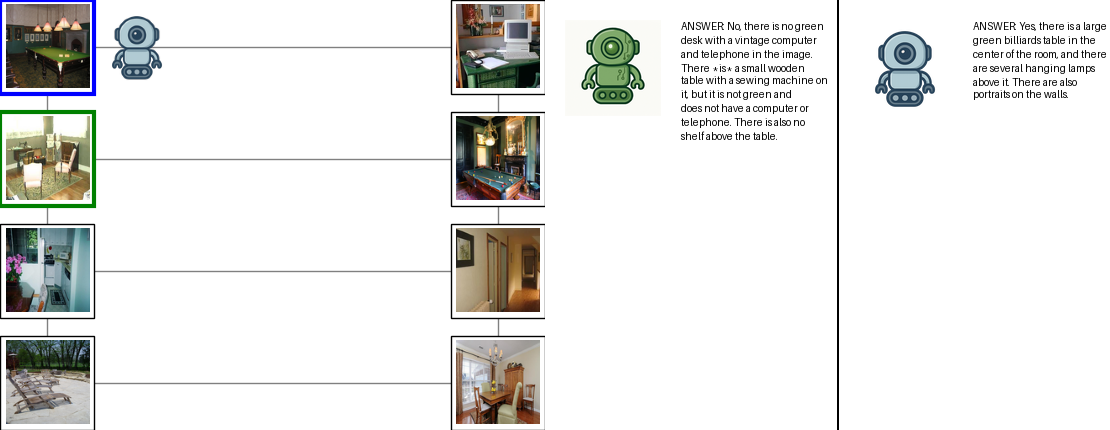 ANSWER: No, there is no green
desk with a vintage computer
and telephone in the image.
There *is* a small wooden
table with a sewing machine on
it, but it is not green and
does not have a computer or
telephone. There is also no
shelf above the table.
ANSWER: Yes, there is a large
green billiards table in the
center of the room, and there
are several hanging lamps
above it. There are also
portraits on the walls.